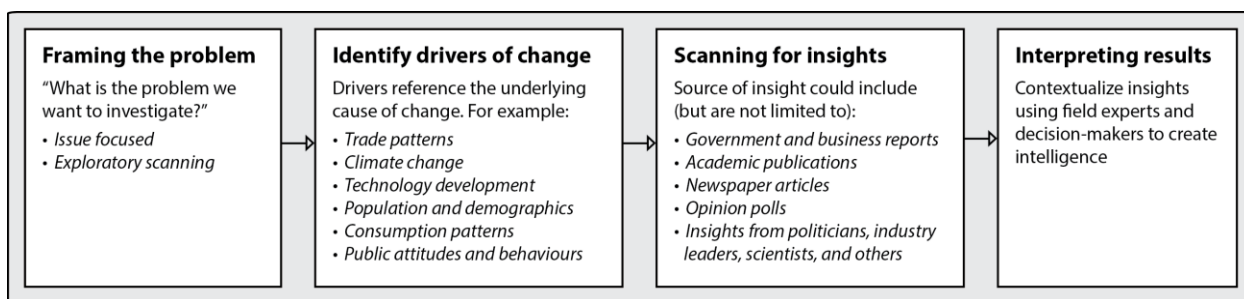 Framing the problem
“What is the problem we
want to investigate?”
• Issue focused
• Exploratory scanning
Identify drivers of change
Drivers reference the underlying
cause of change. For example:
• Trade patterns
• Climate change
• Technology development
• Population and demographics
• Consumption patterns
• Public attitudes and behaviours
Scanning for insights
Source of insight could include
(but are not limited to):
• Government and business reports
• Academic publications
• Newspaper articles
• Opinion polls
• Insights from politicians, industry
leaders, scientists, and others
Interpreting results
Contextualize insights
using field experts and
decision-makers to create
intelligence